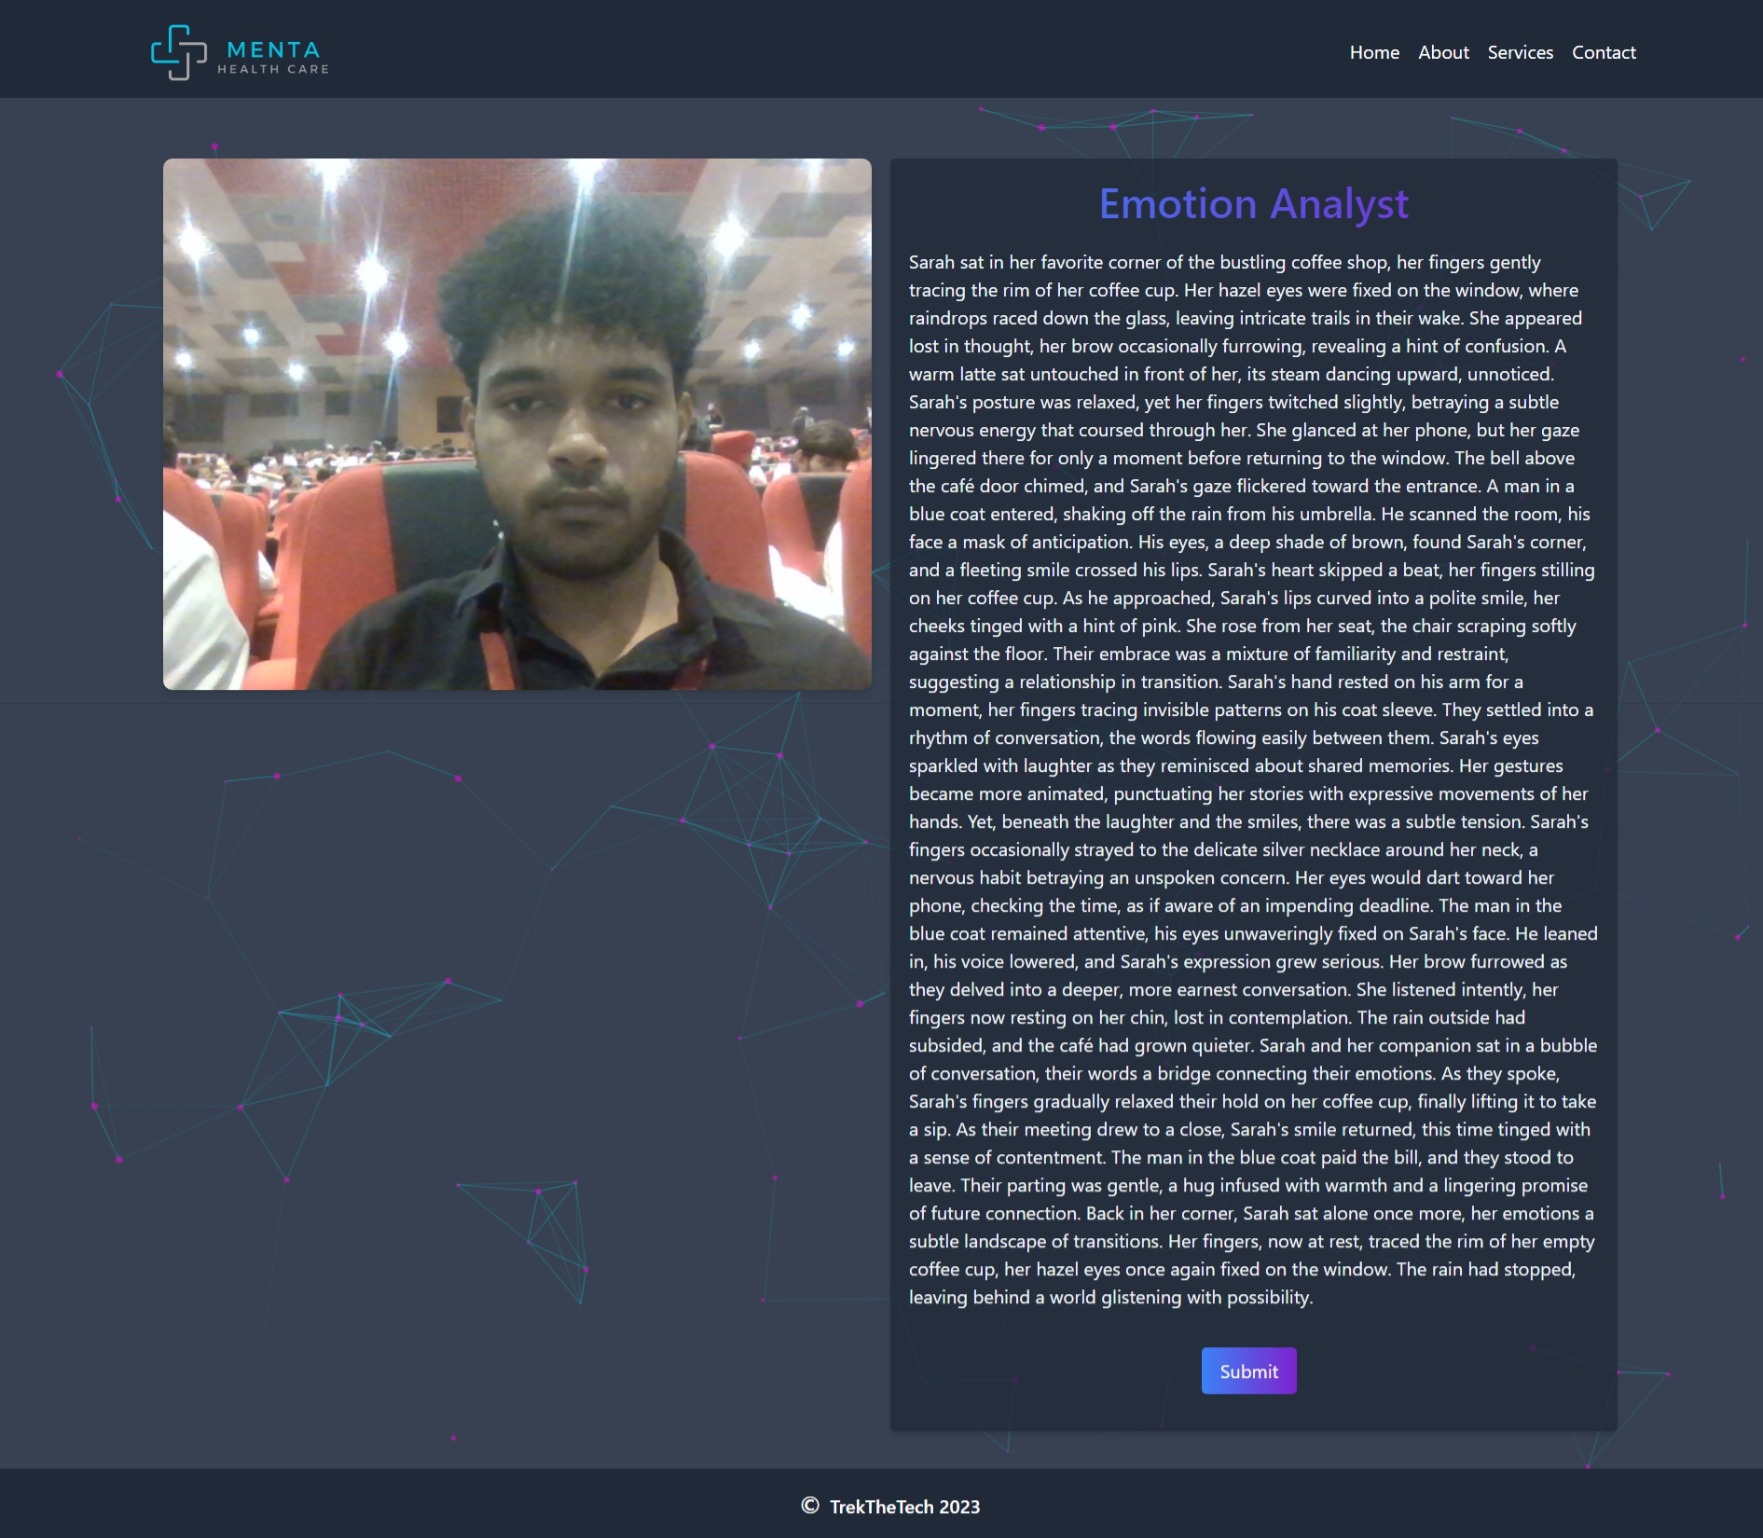 MENTA
HEALTH CARE
Home About Services Contact
Emotion Analyst
Sarah sat in her favorite corner of the bustling coffee shop, her fingers gently
tracing the rim of her coffee cup. Her hazel eyes were fixed on the window, where
raindrops raced down the glass, leaving intricate trails in their wake. She appeared
lost in thought, her brow occasionally furrowing, revealing a hint of confusion. A
warm latte sat untouched in front of her, its steam dancing upward, unnoticed.
Sarah's posture was relaxed, yet her fingers twitched slightly, betraying a subtle
nervous energy that coursed through her. She glanced at her phone, but her gaze
lingered there for only a moment before returning to the window. The bell above
the café door chimed, and Sarah's gaze flickered toward the entrance. A man in a
blue coat entered, shaking off the rain from his umbrella. He scanned the room, his
face a mask of anticipation. His eyes, a deep shade of brown, found Sarah's corner,
and a fleeting smile crossed his lips. Sarah's heart skipped a beat, her fingers stilling
on her coffee cup. As he approached, Sarah's lips curved into a polite smile, her
cheeks tinged with a hint of pink. She rose from her seat, the chair scraping softly
against the floor. Their embrace was a mixture of familiarity and restraint,
suggesting a relationship in transition. Sarah's hand rested on his arm for a
moment, her fingers tracing invisible patterns on his coat sleeve. They settled into a
rhythm of conversation, the words flowing easily between them. Sarah's eyes
sparkled with laughter as they reminisced about shared memories. Her gestures
became more animated, punctuating her stories with expressive movements of her
hands. Yet, beneath the laughter and the smiles, there was a subtle tension. Sarah's
fingers occasionally strayed to the delicate silver necklace around her neck, a
nervous habit betraying an unspoken concern. Her eyes would dart toward her
phone, checking the time, as if aware of an impending deadline. The man in the
blue coat remained attentive, his eyes unwaveringly fixed on Sarah's face. He leaned
in, his voice lowered, and Sarah's expression grew serious. Her brow furrowed as
they delved into a deeper, more earnest conversation. She listened intently, her
fingers now resting on her chin, lost in contemplation. The rain outside had
subsided, and the café had grown quieter. Sarah and her companion sat in a bubble
of conversation, their words a bridge connecting their emotions. As they spoke,
Sarah's fingers gradually relaxed their hold on her coffee cup, finally lifting it to take
a sip. As their meeting drew to a close, Sarah's smile returned, this time tinged with
a sense of contentment. The man in the blue coat paid the bill, and they stood to
leave. Their parting was gentle, a hug infused with warmth and a lingering promise
of future connection. Back in her corner, Sarah sat alone once more, her emotions a
subtle landscape of transitions. Her fingers, now at rest, traced the rim of her empty
coffee cup, her hazel eyes once again fixed on the window. The rain had stopped,
leaving behind a world glistening with possibility.
Submit
© TrekTheTech 2023